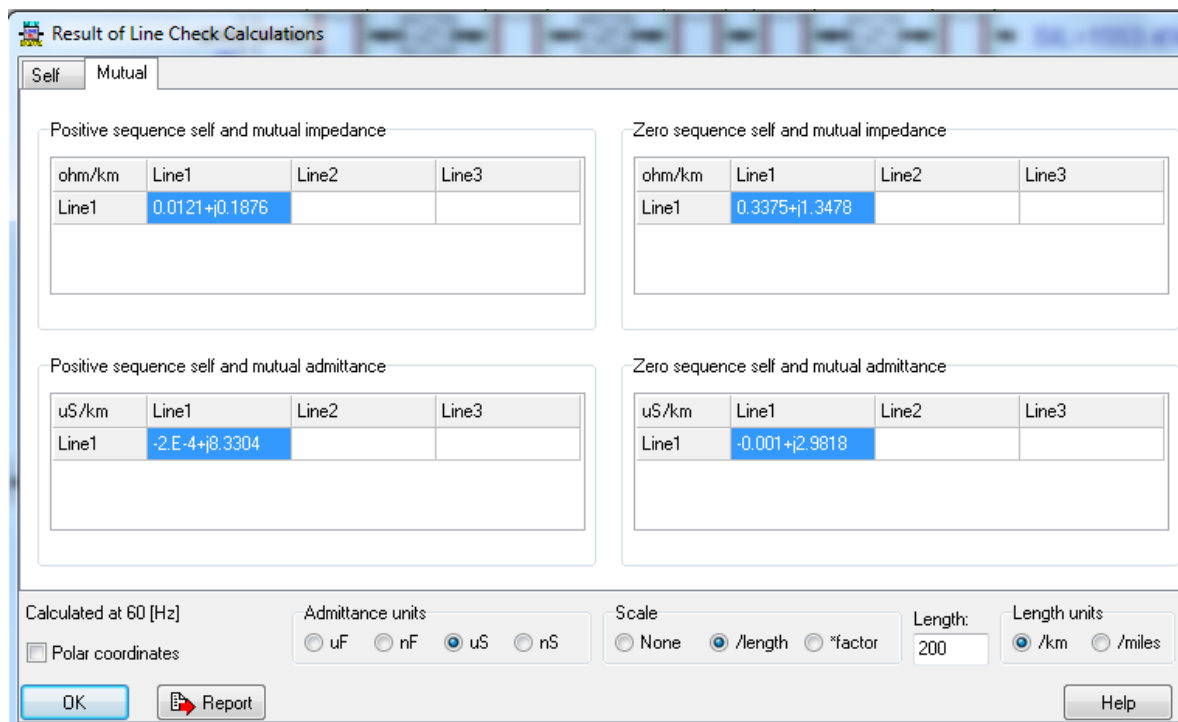 Result of Line Check Calculations
Self Mutual
Positive sequence self and mutual impedance
ohm/km Line1 Line2 Line3
Line1 0.0121+j0.1876
Zero sequence self and mutual impedance
ohm/km Line1 Line2 Line3
Line1 0.3375+j1.3478
Positive sequence self and mutual admittance
uS/km Line1 Line2 Line3
Line1 -2.E-4+j8.3304
Zero sequence self and mutual admittance
uS/km Line1 Line2 Line3
Line1 -0.001+j2.9818
Calculated at 60 [Hz]
Polar coordinates
Admittance units
uF nF uS nS
Scale
None /length *factor
Length:
200
Length units
/km /miles
OK Report Help